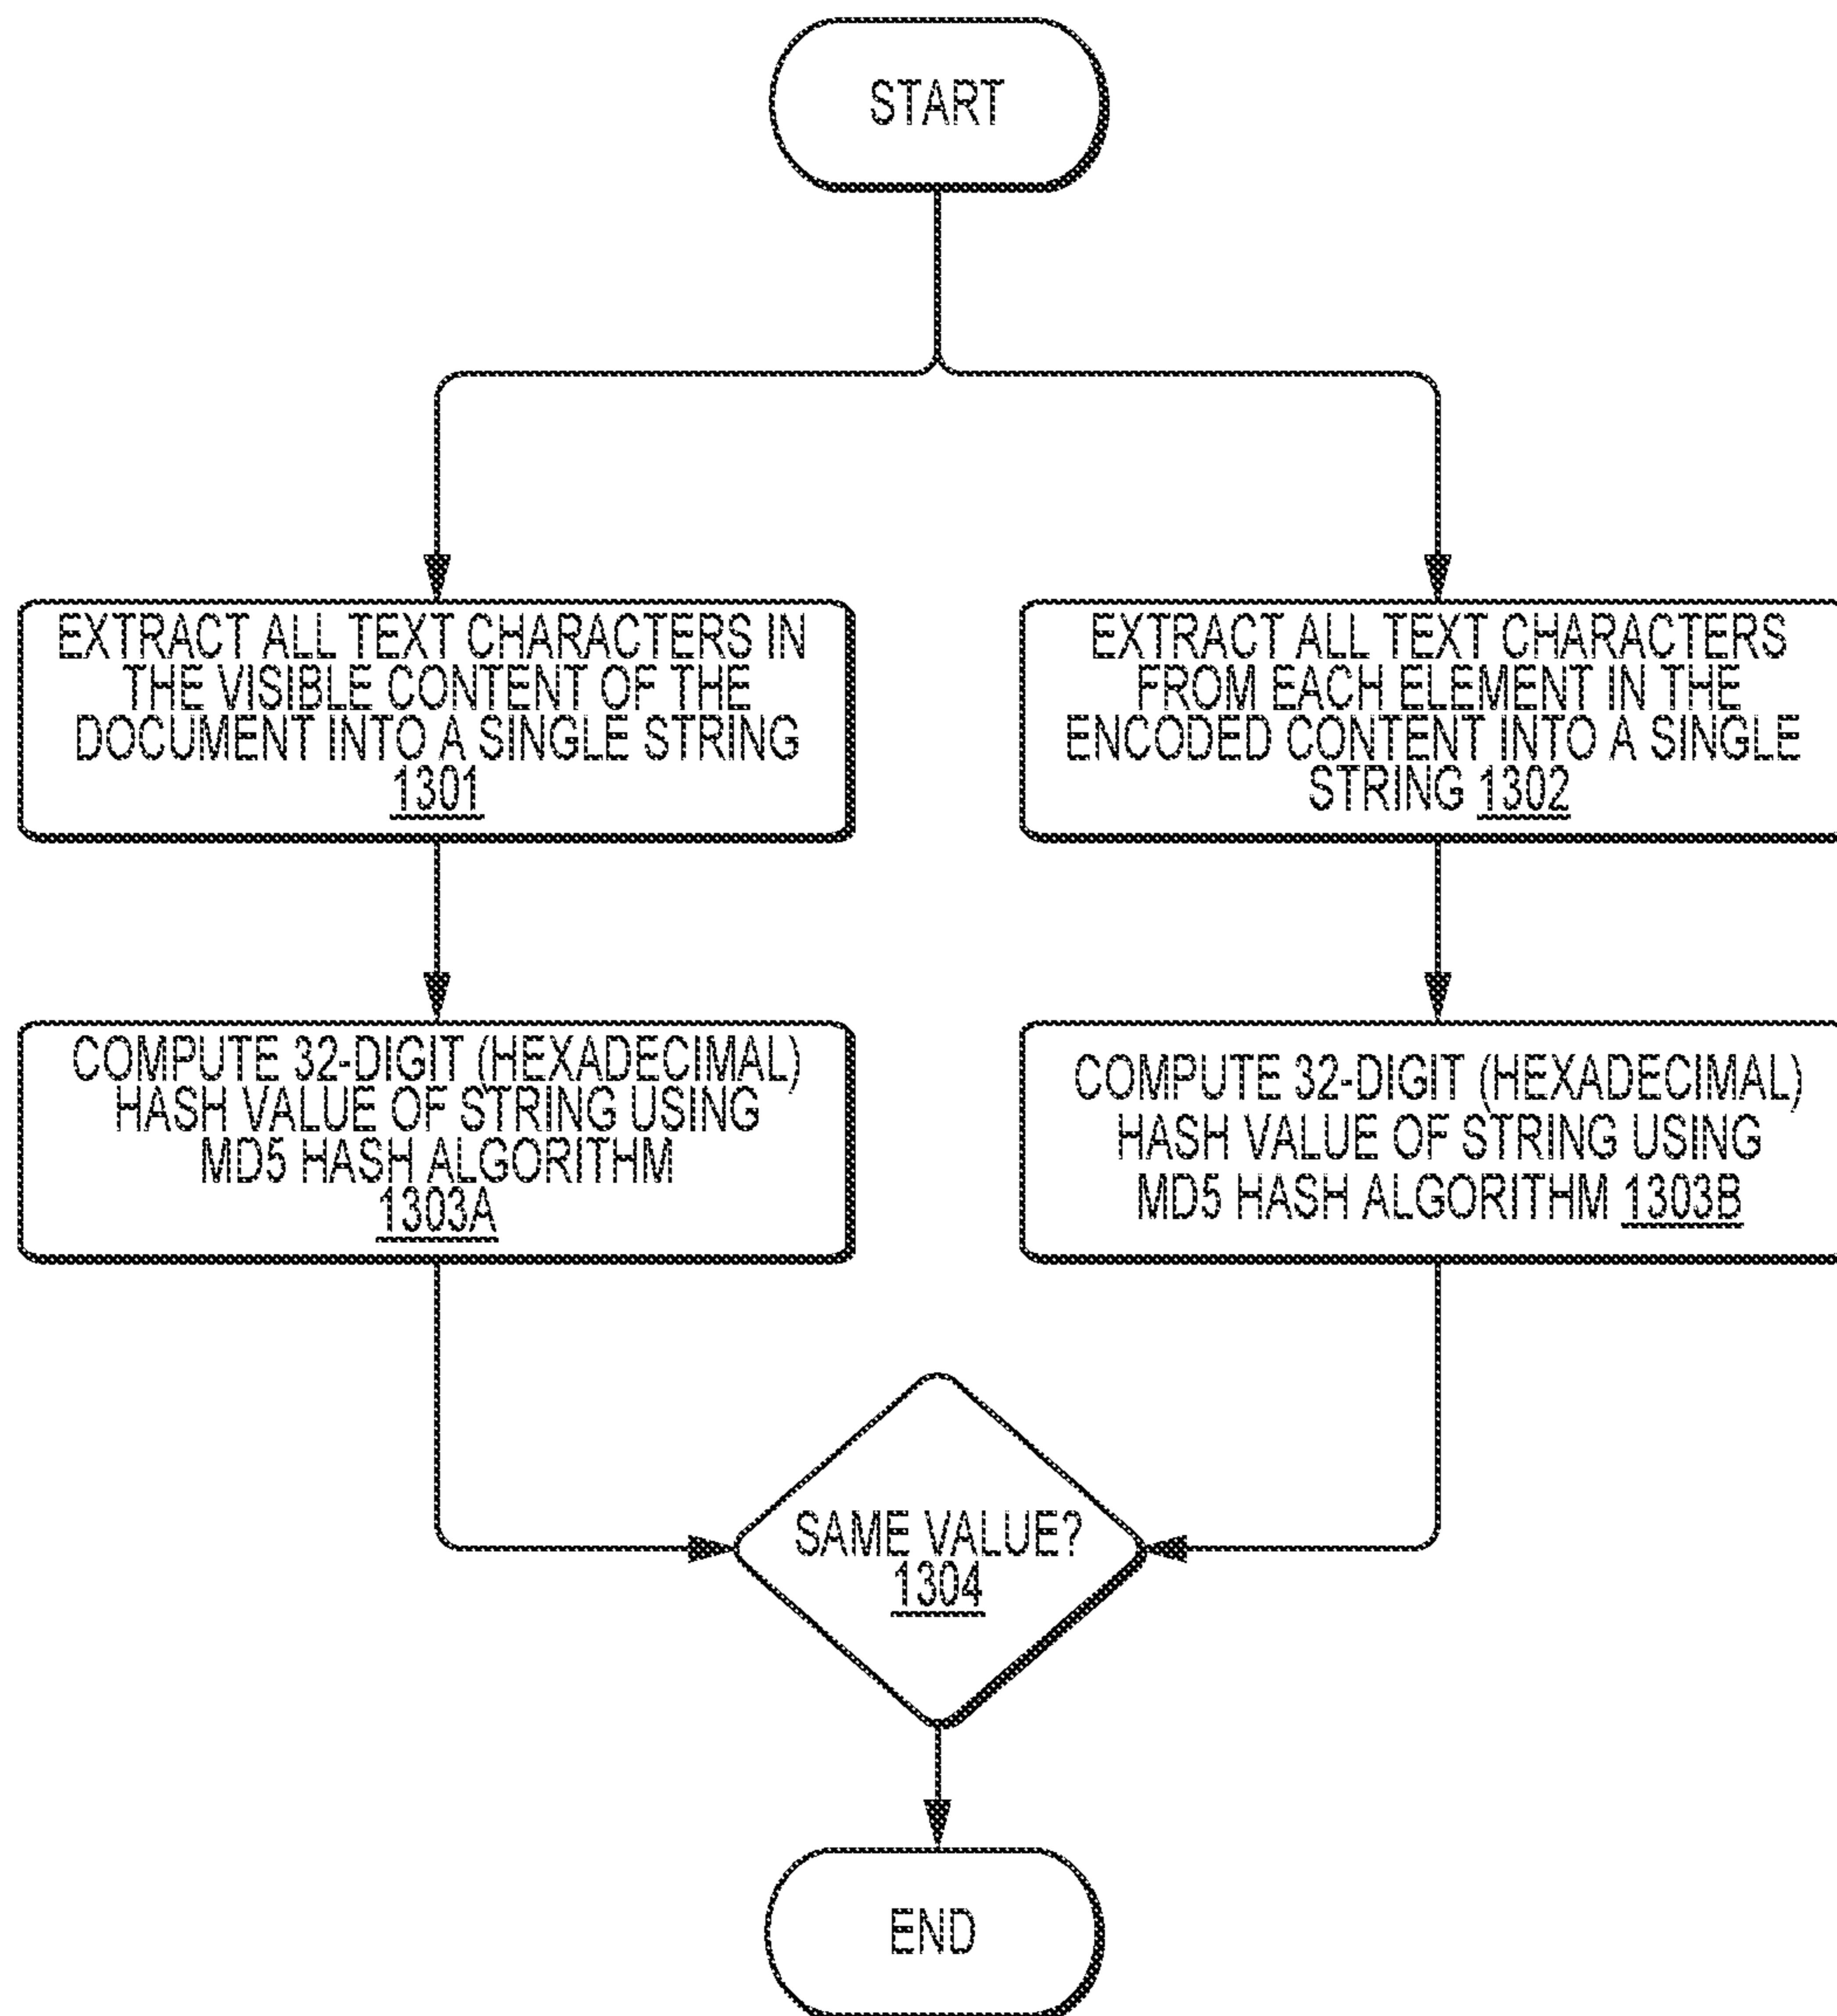 START
EXTRACT ALL TEXT CHARACTERS IN
THE VISIBLE CONTENT OF THE
DOCUMENT INTO A SINGLE STRING
1301
EXTRACT ALL TEXT CHARACTERS
FROM EACH ELEMENT IN THE
ENCODED CONTENT INTO A SINGLE
STRING 1302
COMPUTE 32-DIGIT (HEXADECIMAL)
HASH VALUE OF STRING USING
MD5 HASH ALGORITHM
1303A
COMPUTE 32-DIGIT (HEXADECIMAL)
HASH VALUE OF STRING USING
MD5 HASH ALGORITHM 1303B
SAME VALUE?
1304
END